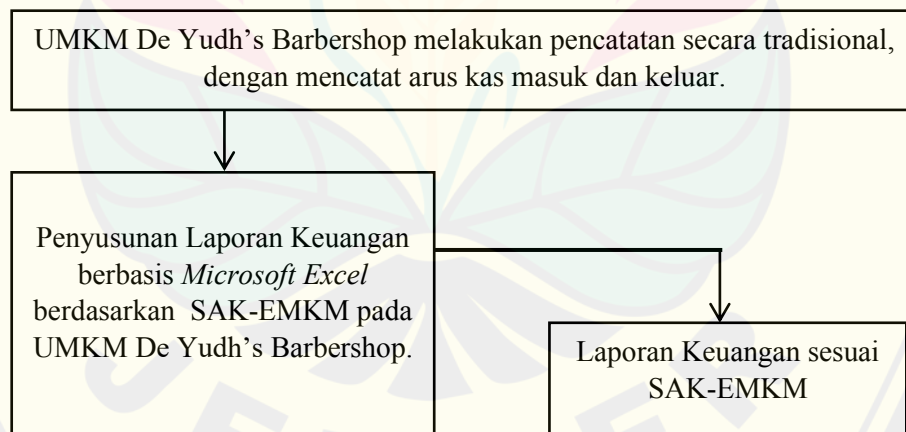 UMKM De Yudh's Barbershop melakukan pencatatan secara tradisional,
dengan mencatat arus kas masuk dan keluar.
Penyusunan Laporan Keuangan
berbasis Microsoft Excel
berdasarkan SAK-EMKM pada
UMKM De Yudh's Barbershop.
Laporan Keuangan sesuai
SAK-EMKM